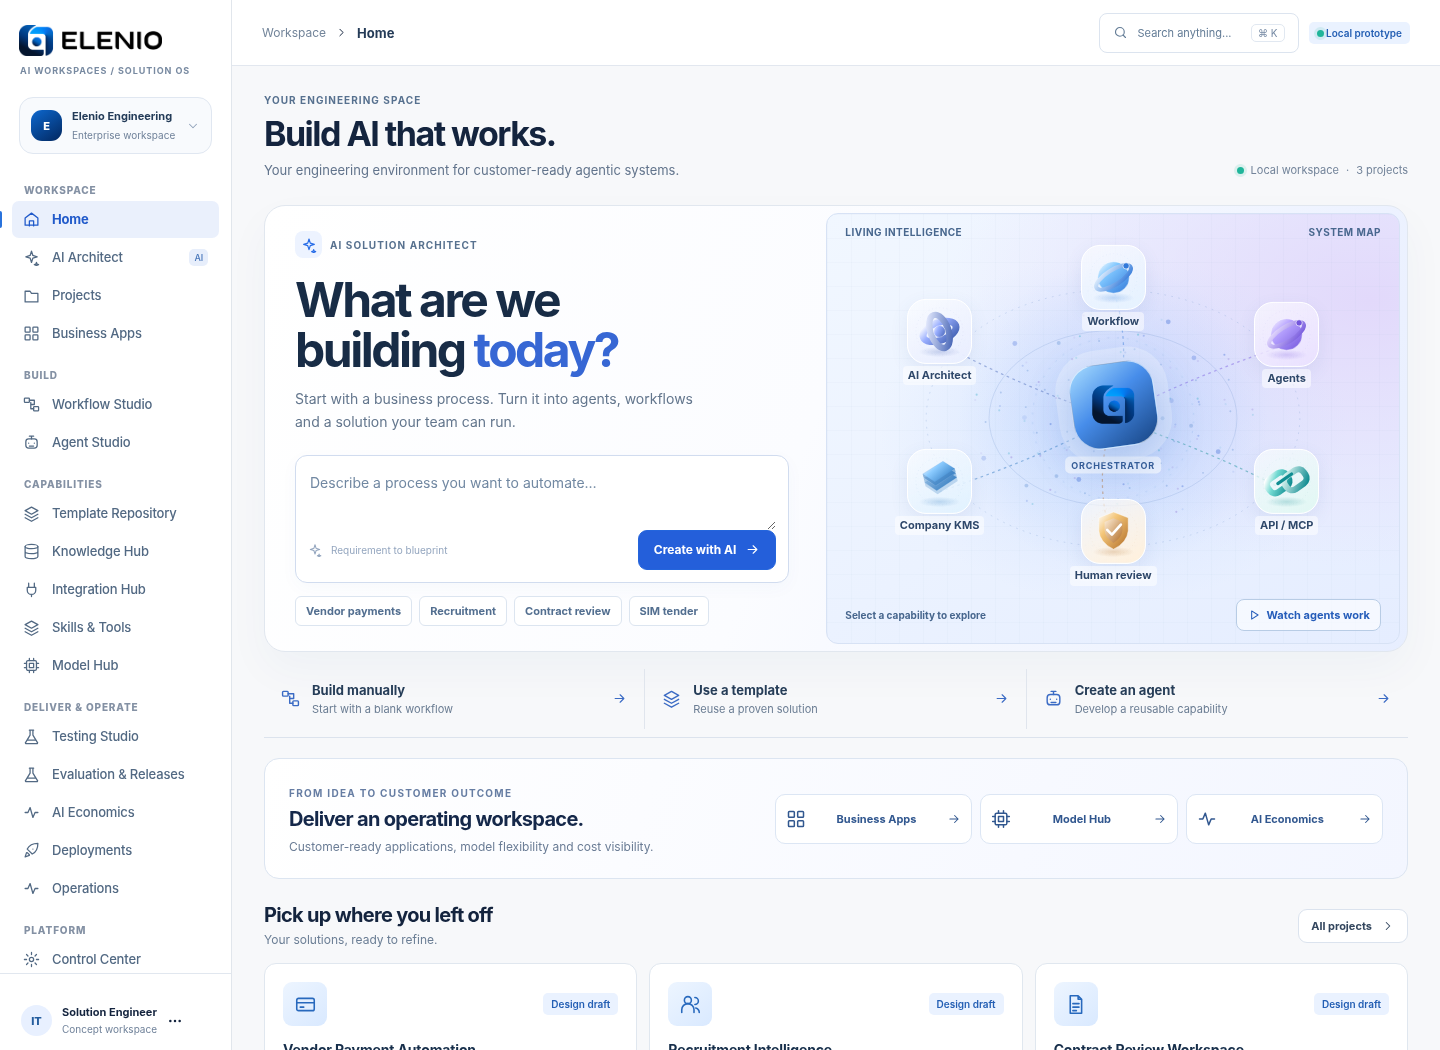 ELENIO
AI WORKSPACES / SOLUTION OS
E
Elenio Engineering
Enterprise workspace
WORKSPACE
Home
AI Architect
AI
Projects
Business Apps
BUILD
Workflow Studio
Agent Studio
CAPABILITIES
Template Repository
Knowledge Hub
Integration Hub
Skills & Tools
Model Hub
DELIVER & OPERATE
Testing Studio
Evaluation & Releases
AI Economics
Deployments
Operations
PLATFORM
Control Center
IT
Solution Engineer
Concept workspace
Workspace
Home
Search anything...
⌘ K
Local prototype
YOUR ENGINEERING SPACE
Build AI that works.
Your engineering environment for customer-ready agentic systems.
Local workspace · 3 projects
AI SOLUTION ARCHITECT
What are we
building today?
Start with a business process. Turn it into agents, workflows
and a solution your team can run.
Describe a process you want to automate...
Requirement to blueprint
Create with AI
Vendor payments
Recruitment
Contract review
SIM tender
LIVING INTELLIGENCE
SYSTEM MAP
Workflow
AI Architect
Agents
ORCHESTRATOR
Company KMS
API / MCP
Human review
Select a capability to explore
Watch agents work
Build manually
Start with a blank workflow
Use a template
Reuse a proven solution
Create an agent
Develop a reusable capability
FROM IDEA TO CUSTOMER OUTCOME
Deliver an operating workspace.
Customer-ready applications, model flexibility and cost visibility.
Business Apps
Model Hub
AI Economics
Pick up where you left off
Your solutions, ready to refine.
All projects
Design draft
Vendor Payment Automation
Design draft
Recruitment Intelligence
Design draft
Contract Review Workspace